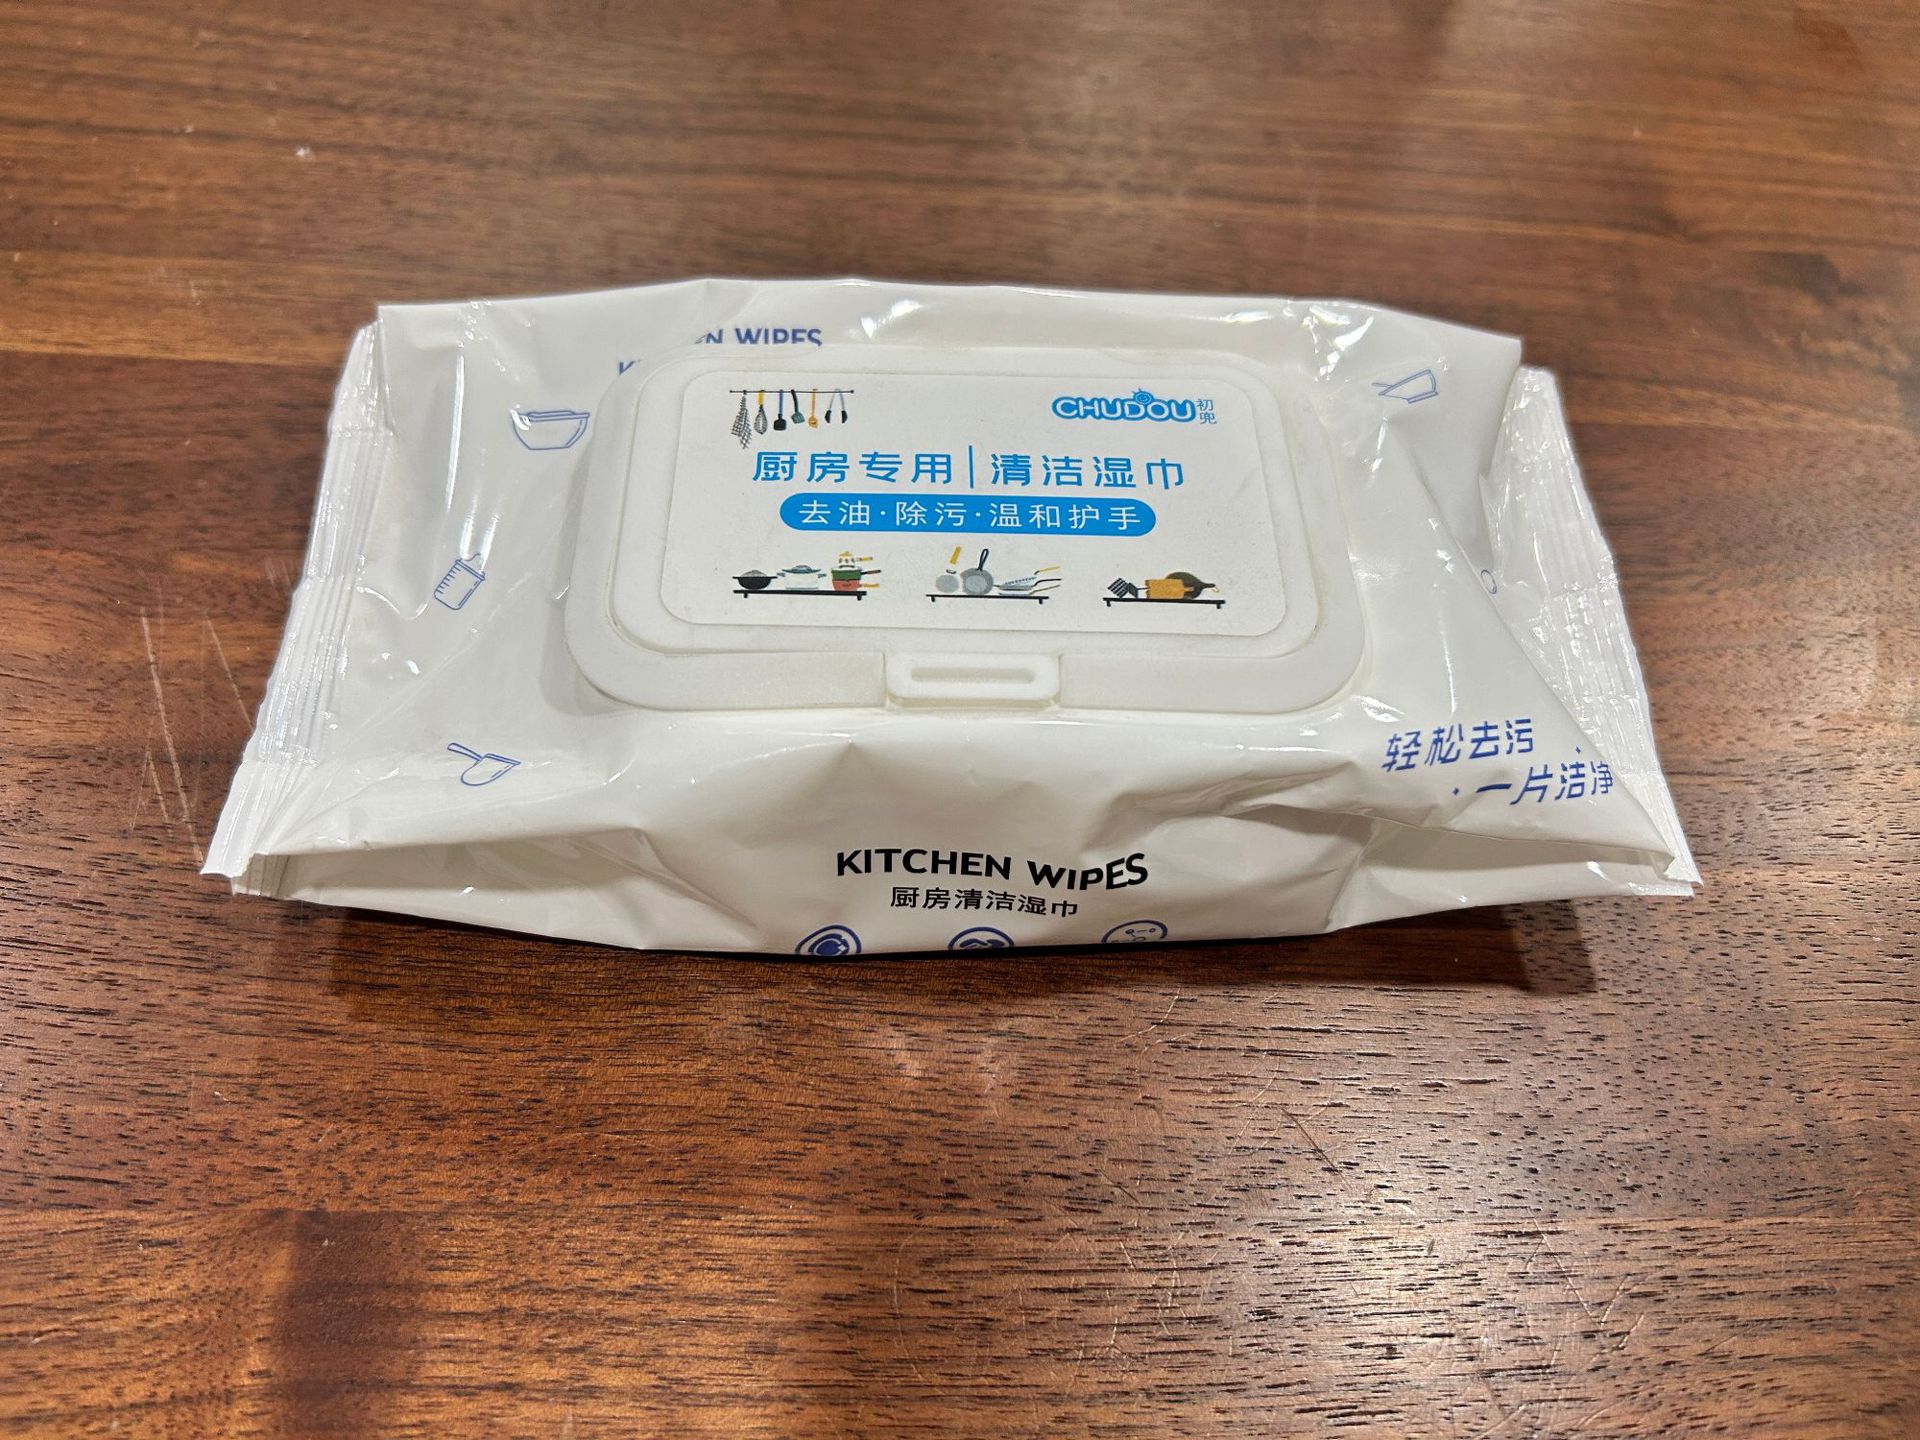 WIPES
CHUDOU 初兜
厨房专用|清洁湿巾
去油·除污·温和护手
轻松去污
一片洁净
KITCHEN WIPES
厨房清洁湿巾